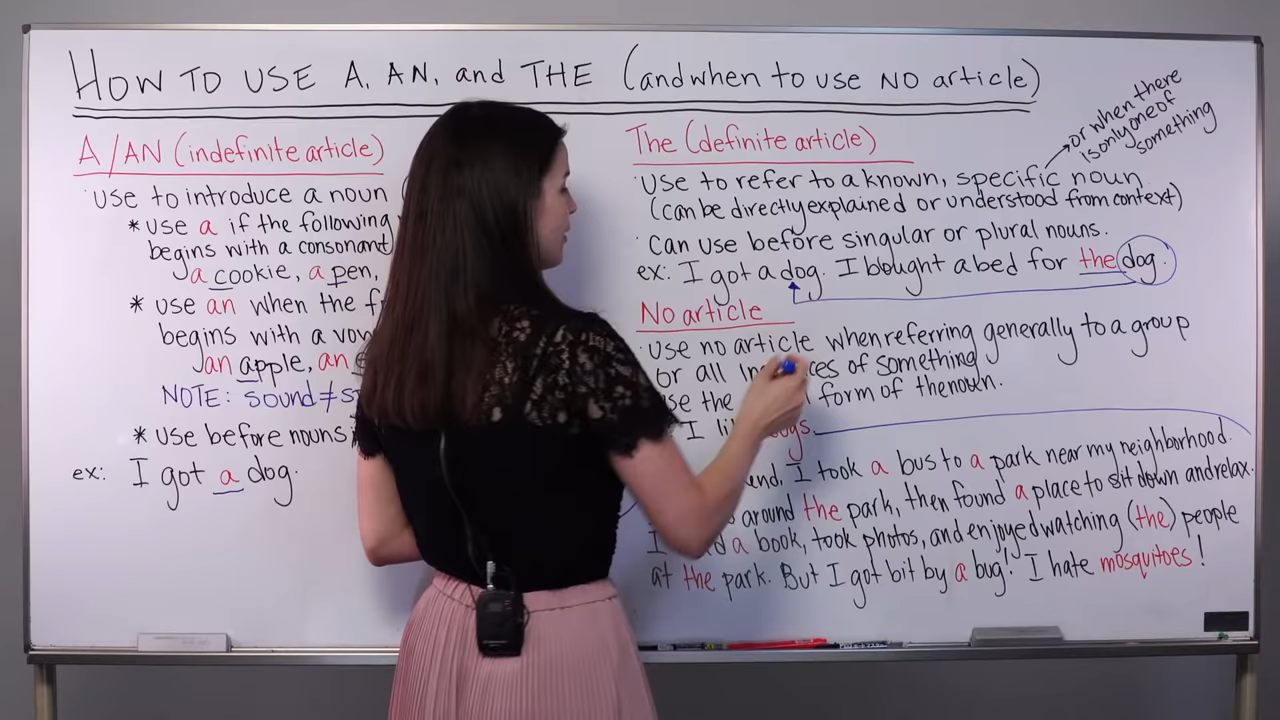 HOW TO USE A, AN, and THE (and when to use NO article)
A/AN (indefinite article)
· use to introduce a noun
* use a if the following
begins with a consonant
a cookie, a pen,
* use an when the
begins with a
an apple, an
NOTE: sound ≠
* use before nouns
ex: I got a dog.
The (definite article)
or when there
is only one of
something
· Use to refer to a known, specific noun
(can be directly explained or understood from context)
· Can use before singular or plural nouns.
ex: I got a dog. I bought a bed for the dog.
No article
· Use no article when referring generally to a group
or all of something
the form of the noun.
I
I took a bus to a park near my neighborhood.
around the park, then found a place to sit down and relax.
I a book, took photos, and enjoyed watching (the) people
at the park. But I got bit by a bug! I hate mosquitoes!